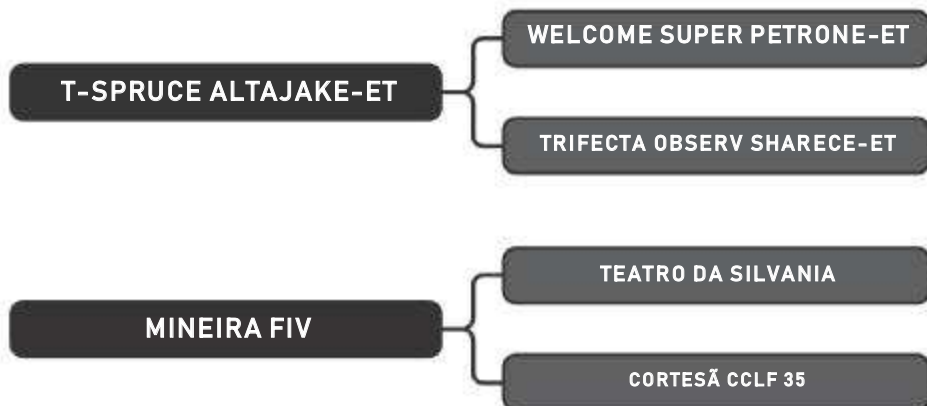 WELCOME SUPER PETRONE-ET
T-SPRUCE ALTAJAKE-ET
TRIFECTA OBSERV SHARECE-ET
TEATRO DA SILVANIA
MINEIRA FIV
CORTESÃ CCLF 35